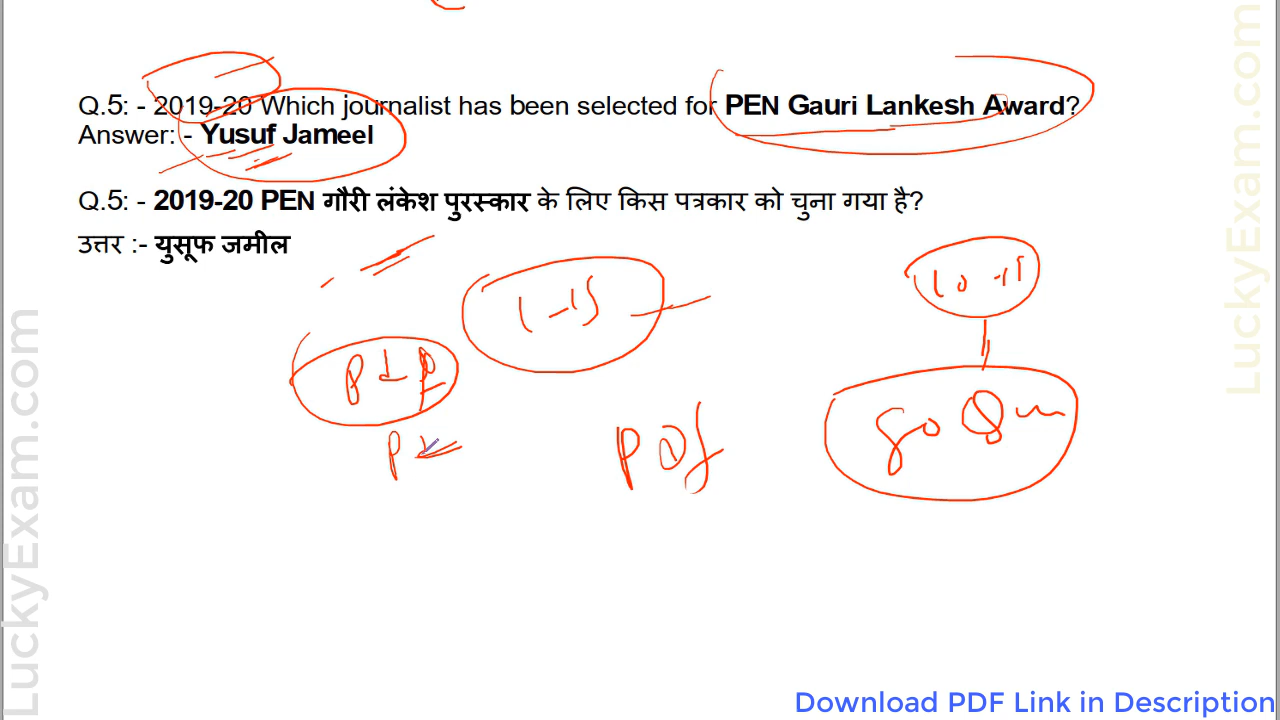 Q.5: - 2019-20 Which journalist has been selected for PEN Gauri Lankesh Award?
Answer: - Yusuf Jameel
Q.5: - 2019-20 PEN गौरी लंकेश पुरस्कार के लिए किस पत्रकार को चुना गया है?
उत्तर :- युसूफ जमील
PDF
LuckyExam.com
LuckyExam.com
Download PDF Link in Description